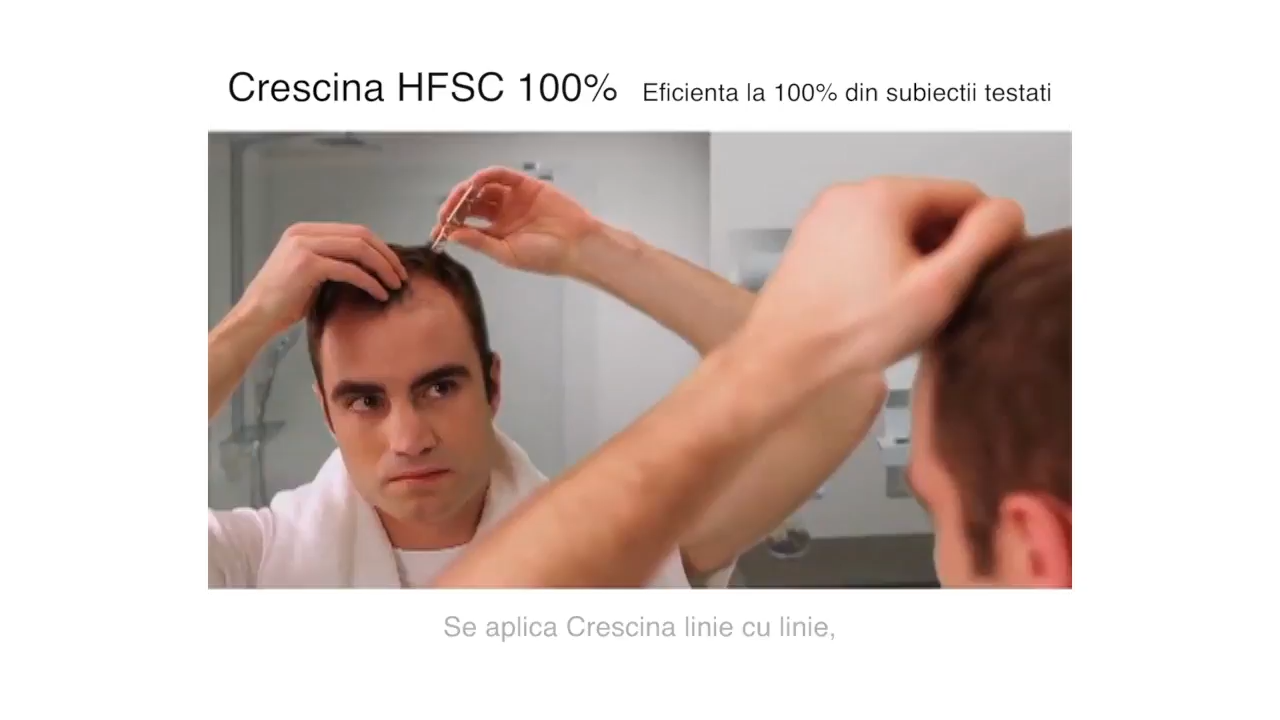 Crescina HFSC 100% Eficienta la 100% din subiectii testati
Se aplica Crescina linie cu linie,